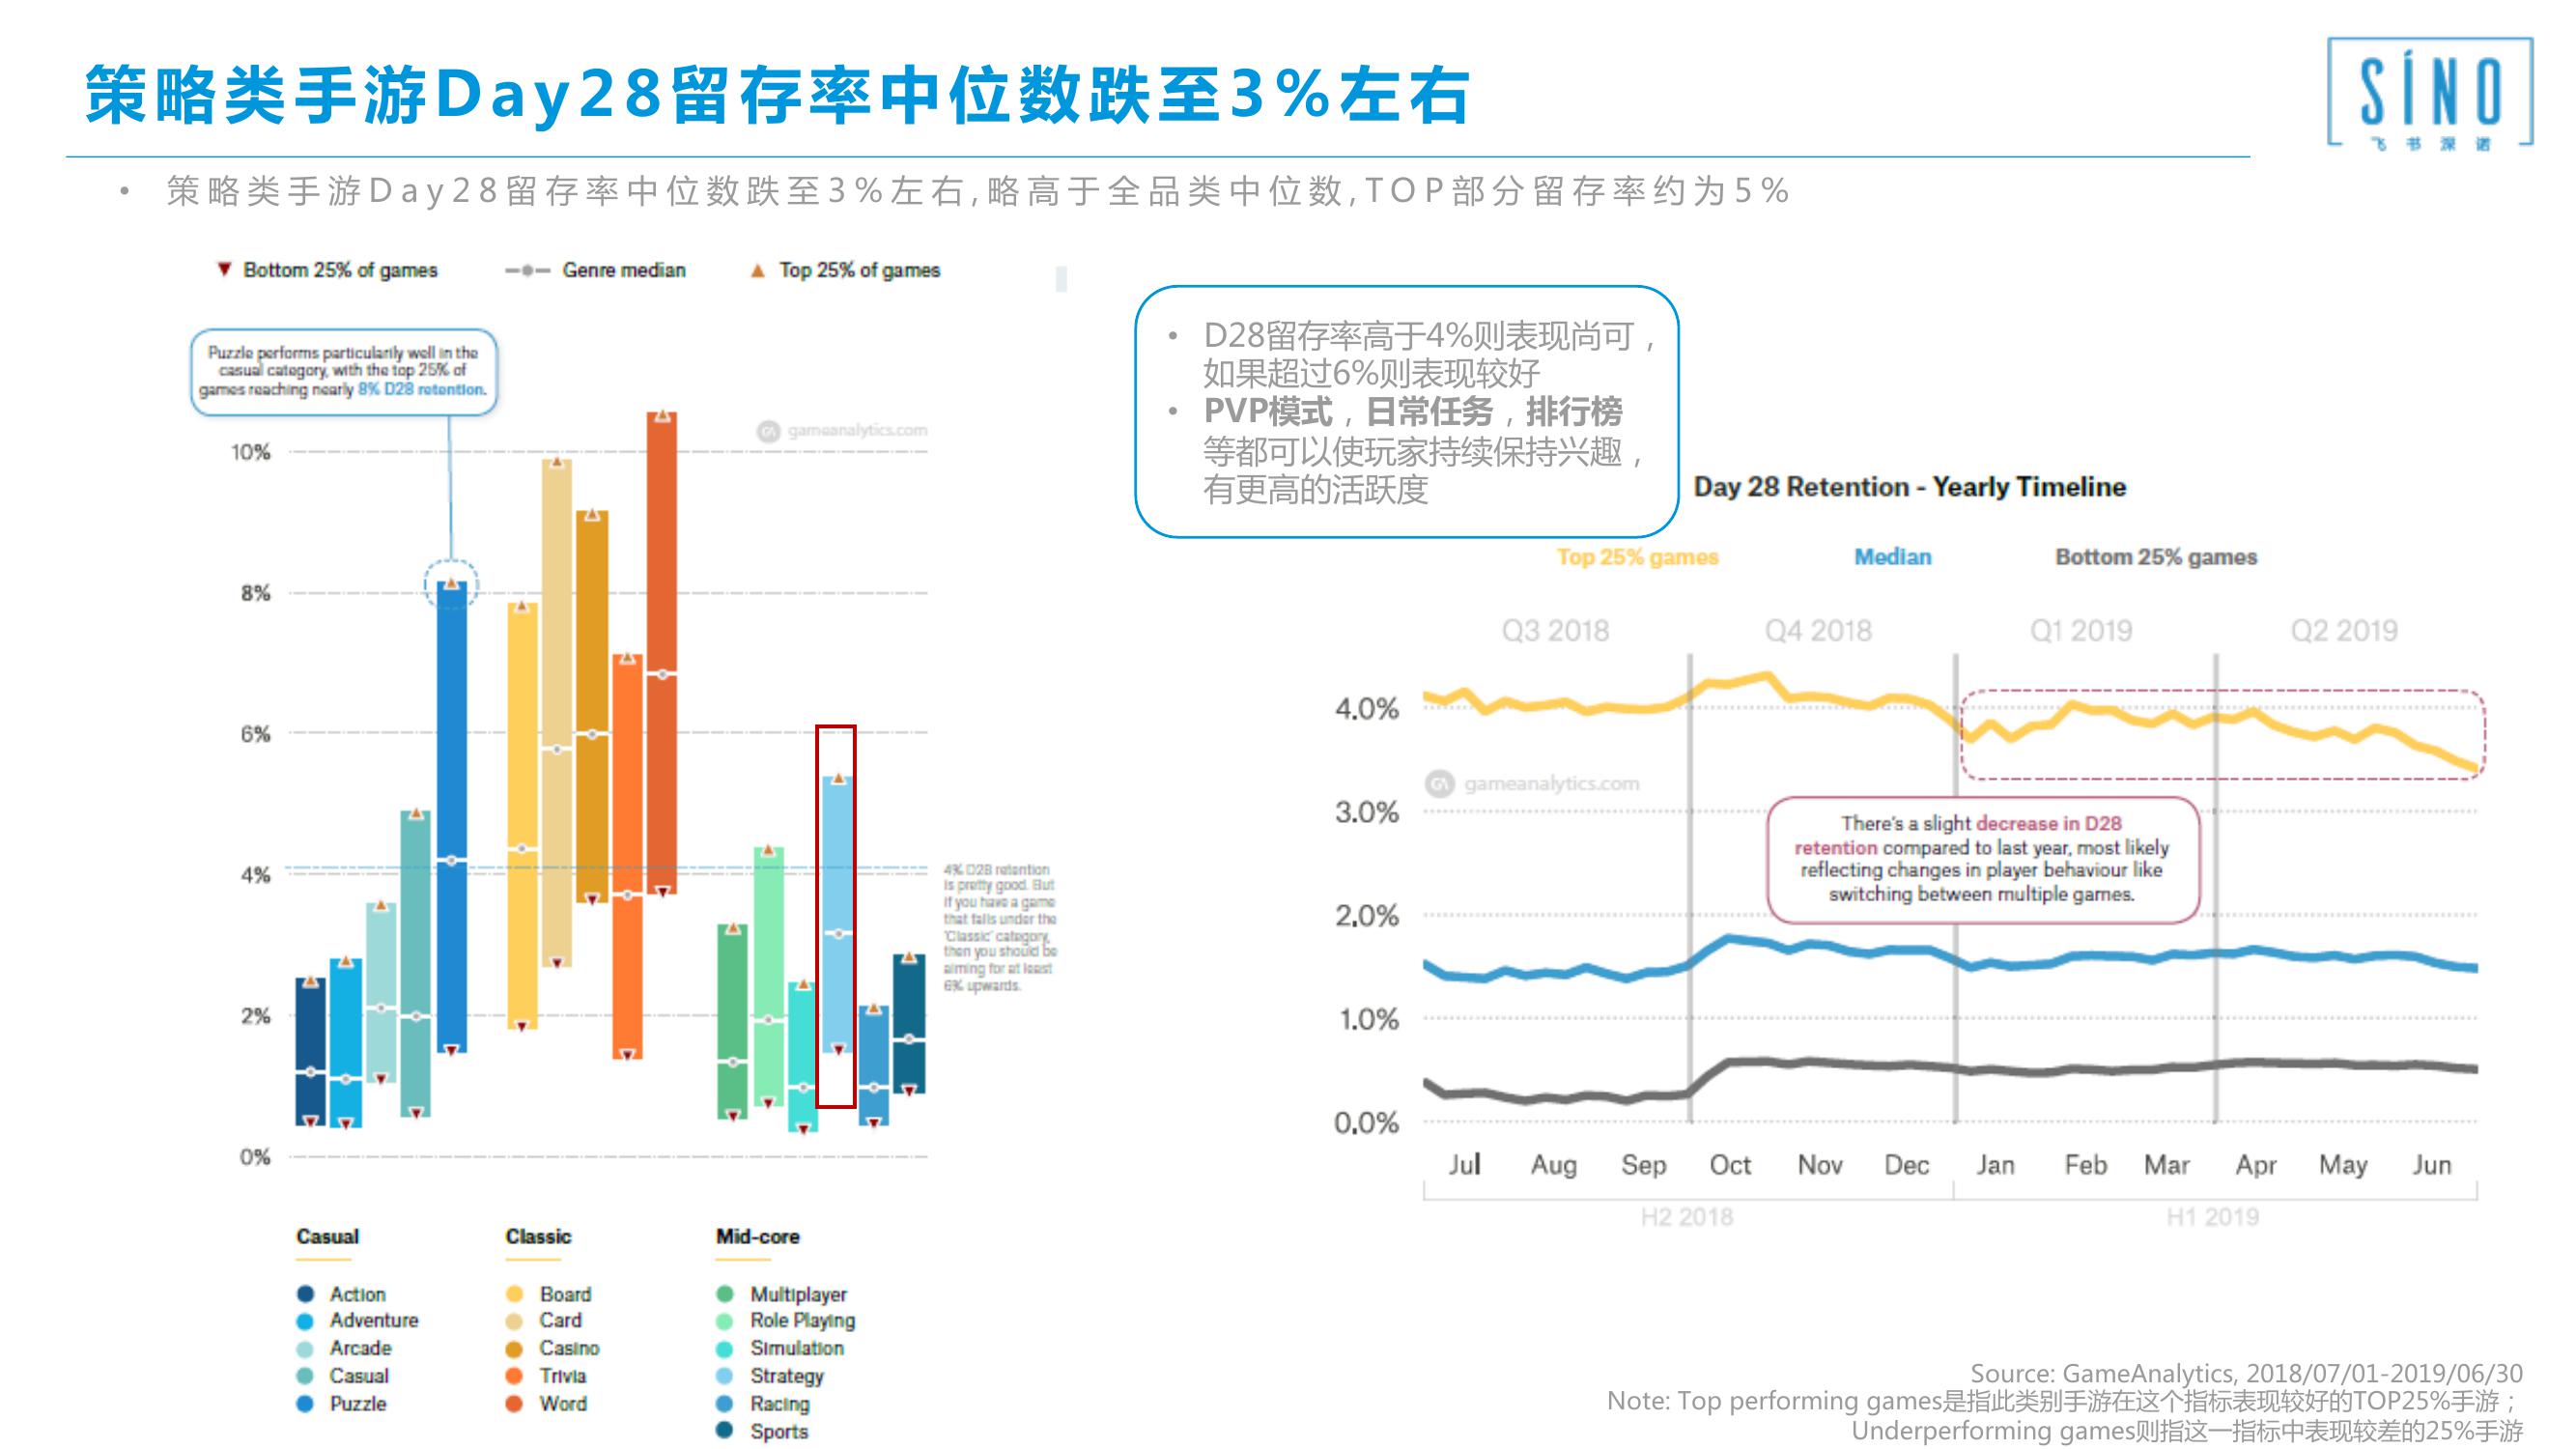 策略类手游Day28留存率中位数跌至3%左右
SINO
飞书深诺
• 策略类手游Day28留存率中位数跌至3%左右,略高于全品类中位数,TOP部分留存率约为5%
Bottom 25% of games
Genre median
Top 25% of games
Puzzle performs particularily well in the
casual category, with the top 25% of
games reaching nearly 8% D28 retention.
gameanalytics.com
10%
8%
6%
4%
2%
0%
4% D28 retention
is pretty good. But
if you have a game
that falls under the
'Classic' category,
then you should be
aiming for at least
6% upwards.
Casual
Action
Adventure
Arcade
Casual
Puzzle
Classic
Board
Card
Casino
Trivia
Word
Mid-core
Multiplayer
Role Playing
Simulation
Strategy
Racing
Sports
• D28留存率高于4%则表现尚可，
如果超过6%则表现较好
• PVP模式，日常任务，排行榜
等都可以使玩家持续保持兴趣，
有更高的活跃度
Day 28 Retention - Yearly Timeline
Top 25% games
Median
Bottom 25% games
Q3 2018
Q4 2018
Q1 2019
Q2 2019
4.0%
3.0%
2.0%
1.0%
0.0%
gameanalytics.com
There's a slight decrease in D28
retention compared to last year, most likely
reflecting changes in player behaviour like
switching between multiple games.
Jul Aug Sep Oct Nov Dec Jan Feb Mar Apr May Jun
H2 2018
H1 2019
Source: GameAnalytics, 2018/07/01-2019/06/30
Note: Top performing games是指此类别手游在这个指标表现较好的TOP25%手游；
Underperforming games则指这一指标中表现较差的25%手游